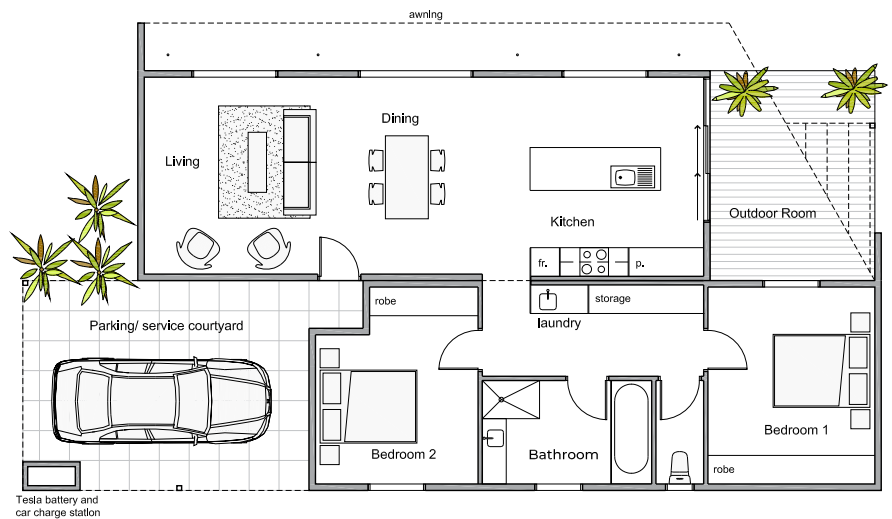 awning
Dining
Living
Kitchen
Outdoor Room
fr.
p.
robe
storage
laundry
Parking/ service courtyard
Bedroom 1
Bedroom 2
Bathroom
robe
Tesla battery and
car charge station